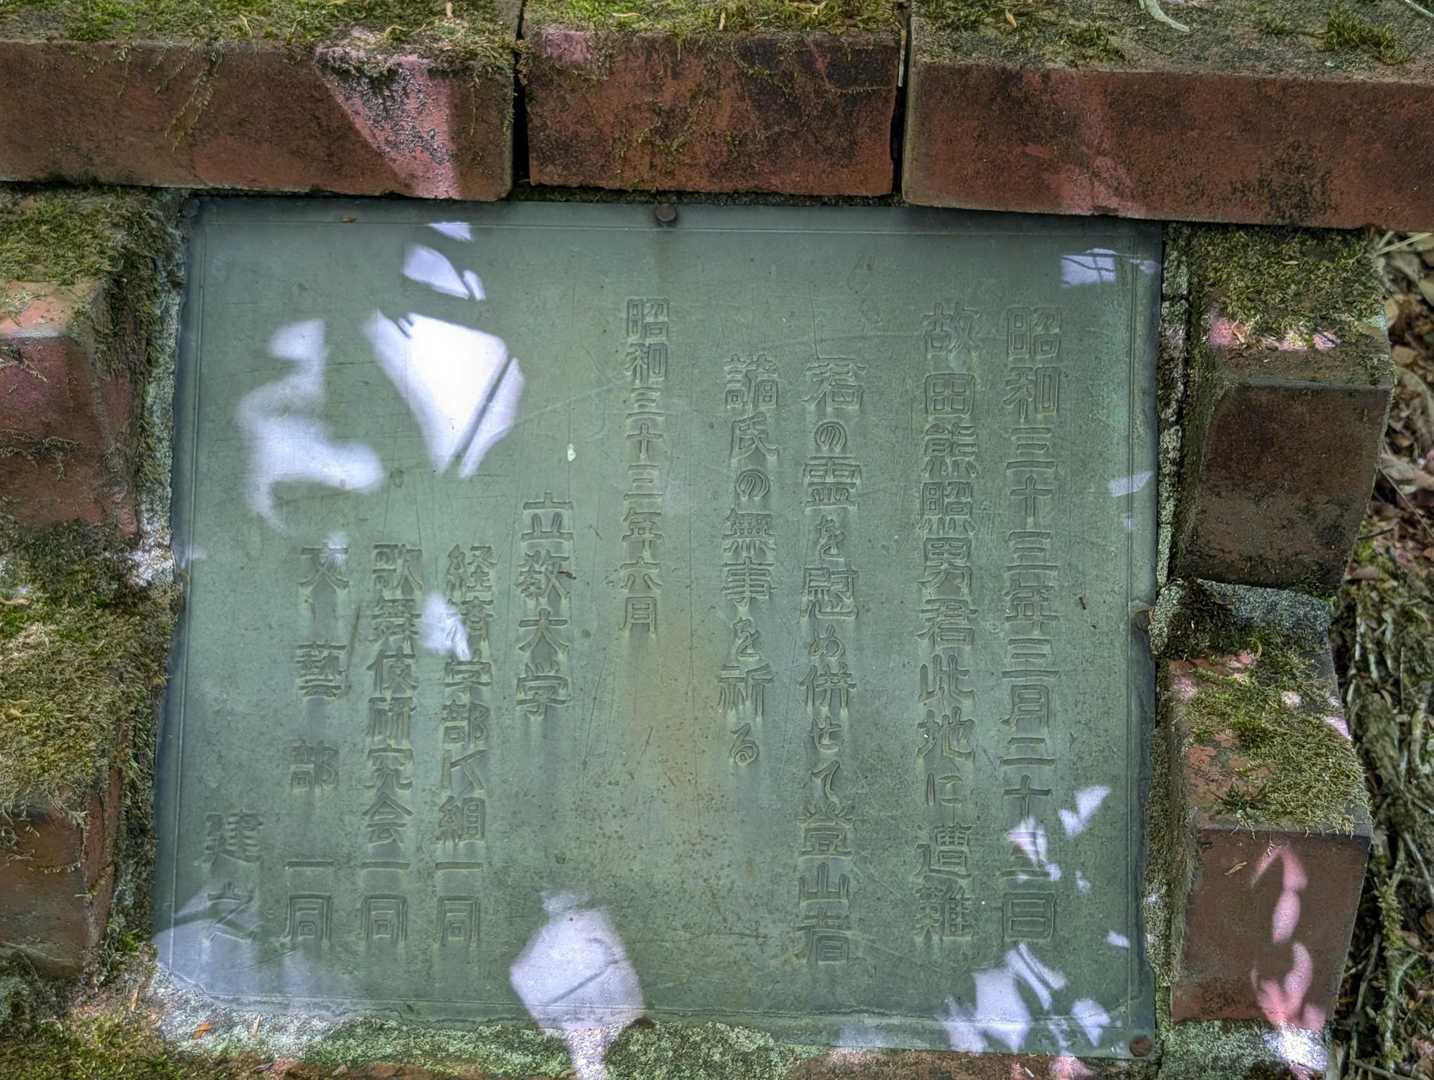 昭和三十三年三月二十三日
故田熊昭男君此地に遭難
君の霊を慰め併せて登山者
諸氏の無事を祈る
昭和三十三年六月
立教大学
経済学部K組一同
歌舞伎研究会一同
文藝部一同
建之